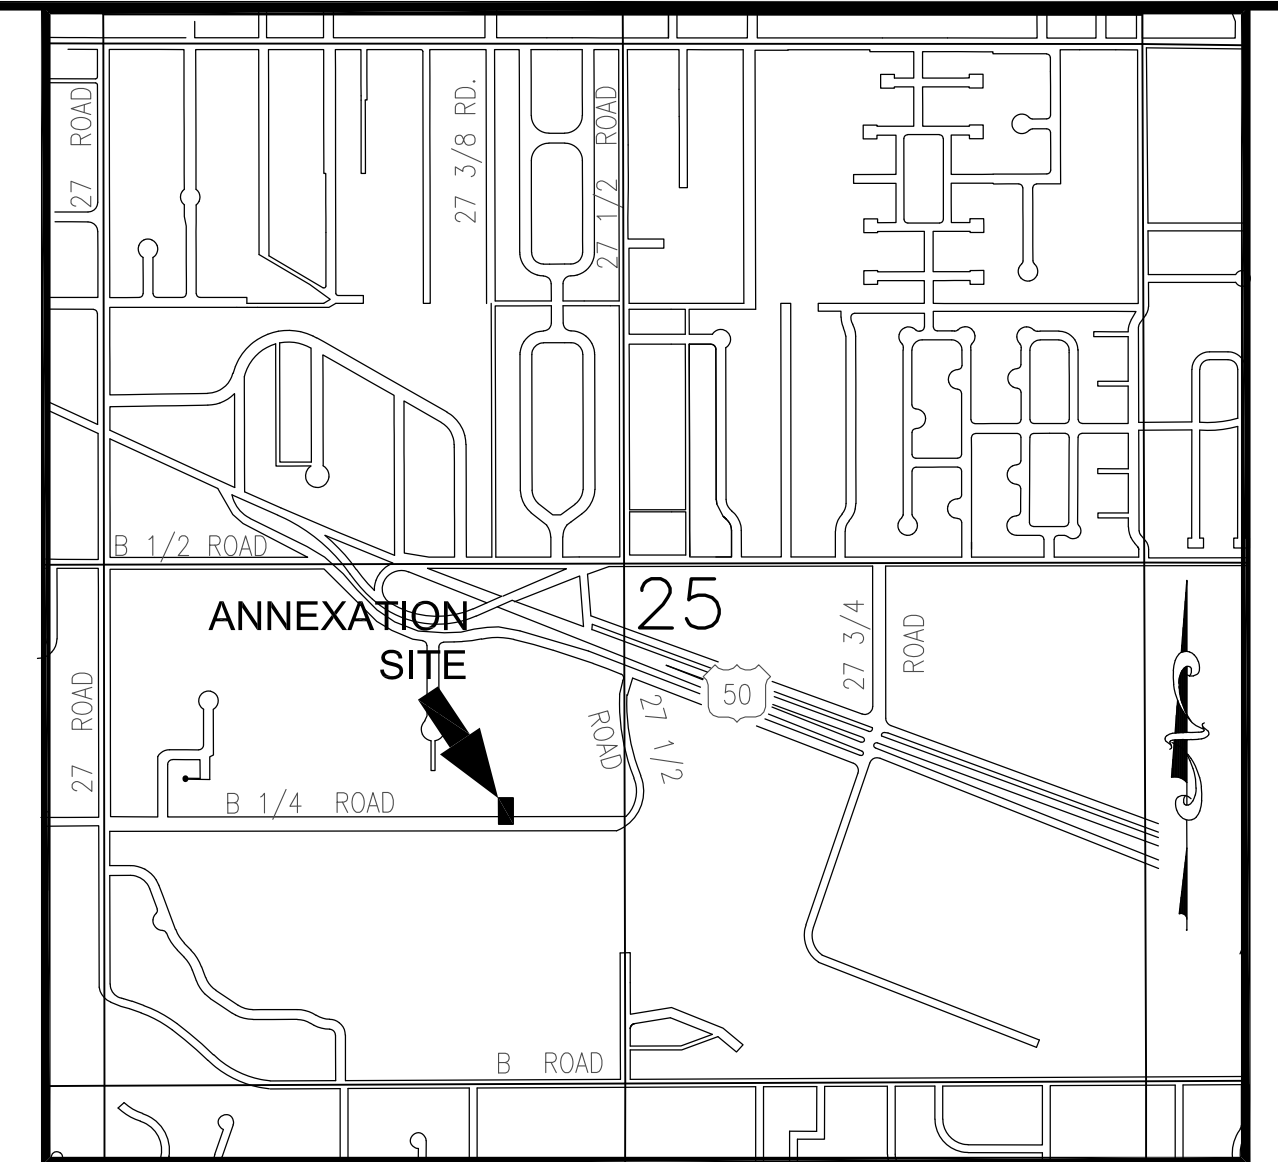 27 ROAD
27 3/8 RD.
27 1/2 ROAD
B 1/2 ROAD
ANNEXATION
SITE
25
27 3/4
ROAD
50
27 ROAD
ROAD
27 1/2
B 1/4 ROAD
B ROAD